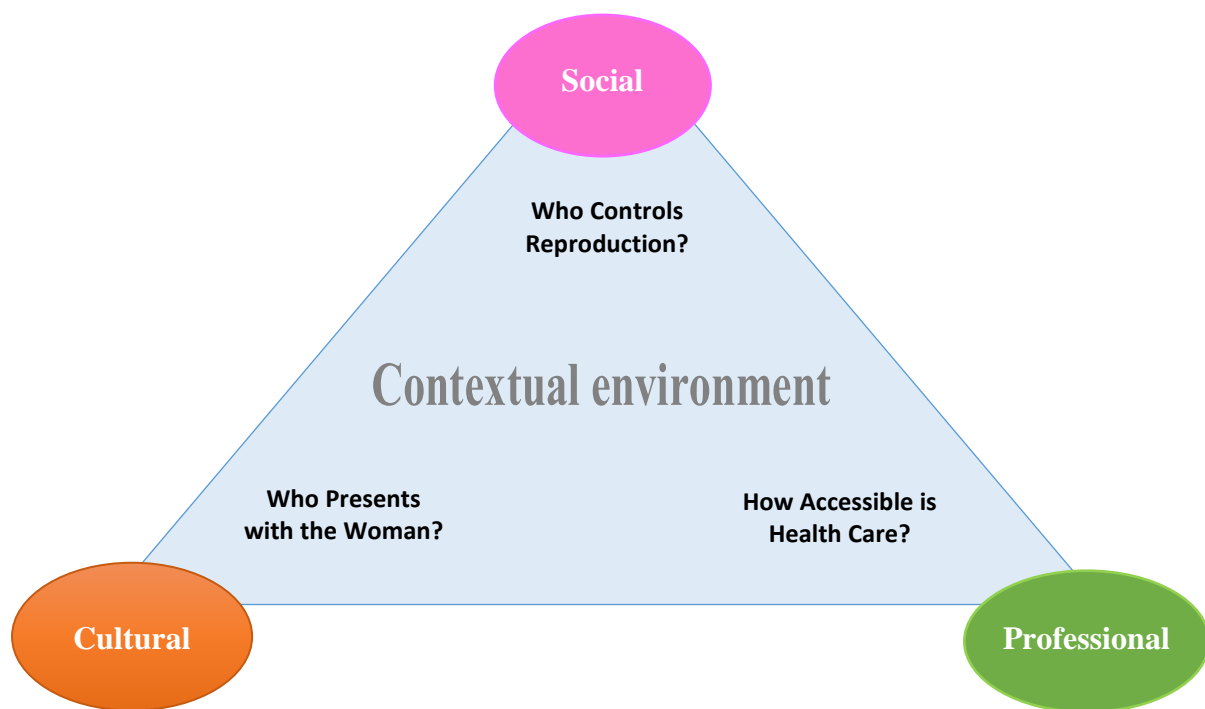 Social
Who Controls
Reproduction?
Contextual environment
Who Presents
with the Woman?
How Accessible is
Health Care?
Cultural
Professional